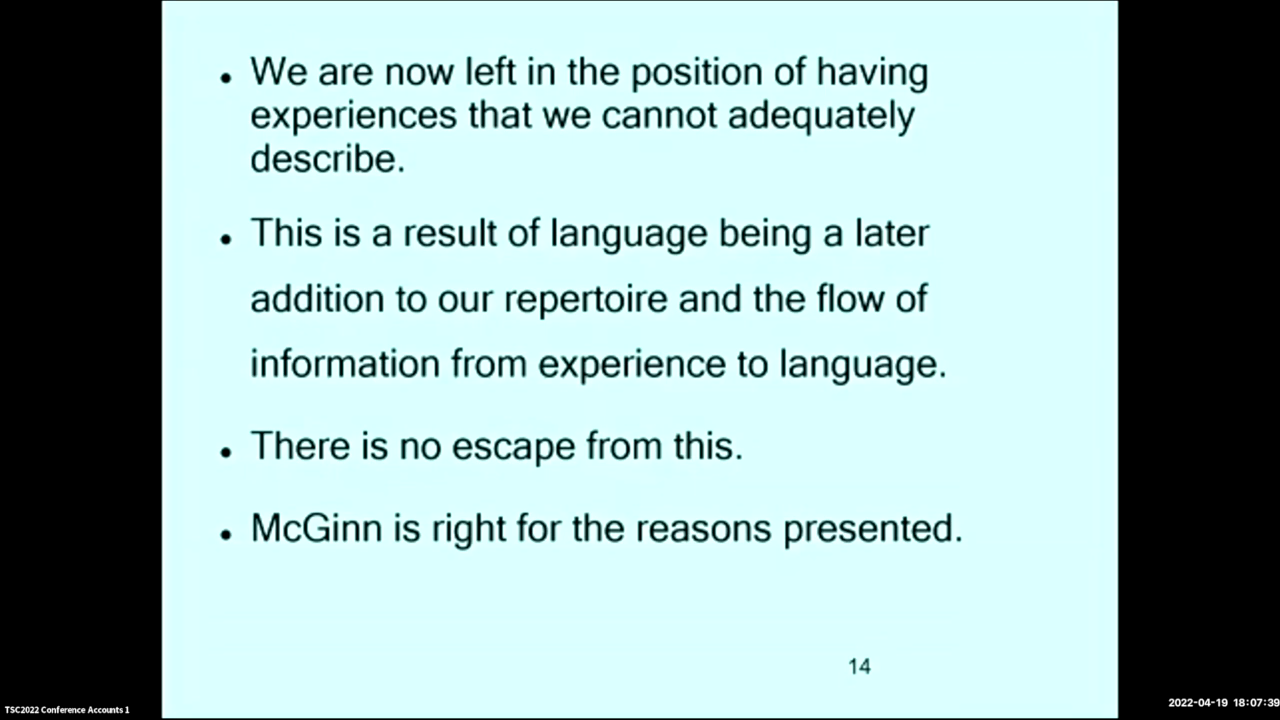 • We are now left in the position of having
experiences that we cannot adequately
describe.
• This is a result of language being a later
addition to our repertoire and the flow of
information from experience to language.
• There is no escape from this.
• McGinn is right for the reasons presented.
14
TSC2022 Conference Accounts 1
2022-04-19 18:07:39